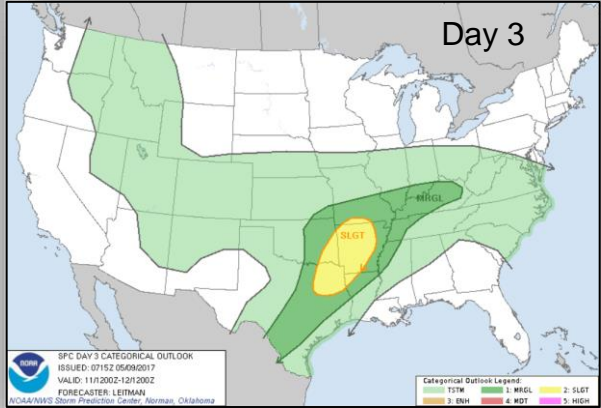 Day 3
MRGL
SLGT
NOAA
SPC DAY 3 CATEGORICAL OUTLOOK
ISSUED: 0715Z 05/09/2017
VALID: 11/1200Z-12/1200Z
FORECASTER: LEITMAN
NOAA/NWS Storm Prediction Center, Norman, Oklahoma
Categorical Outlook Legend:
TSTM 1: MRGL 2: SLGT
3: ENH 4: MDT 5: HIGH